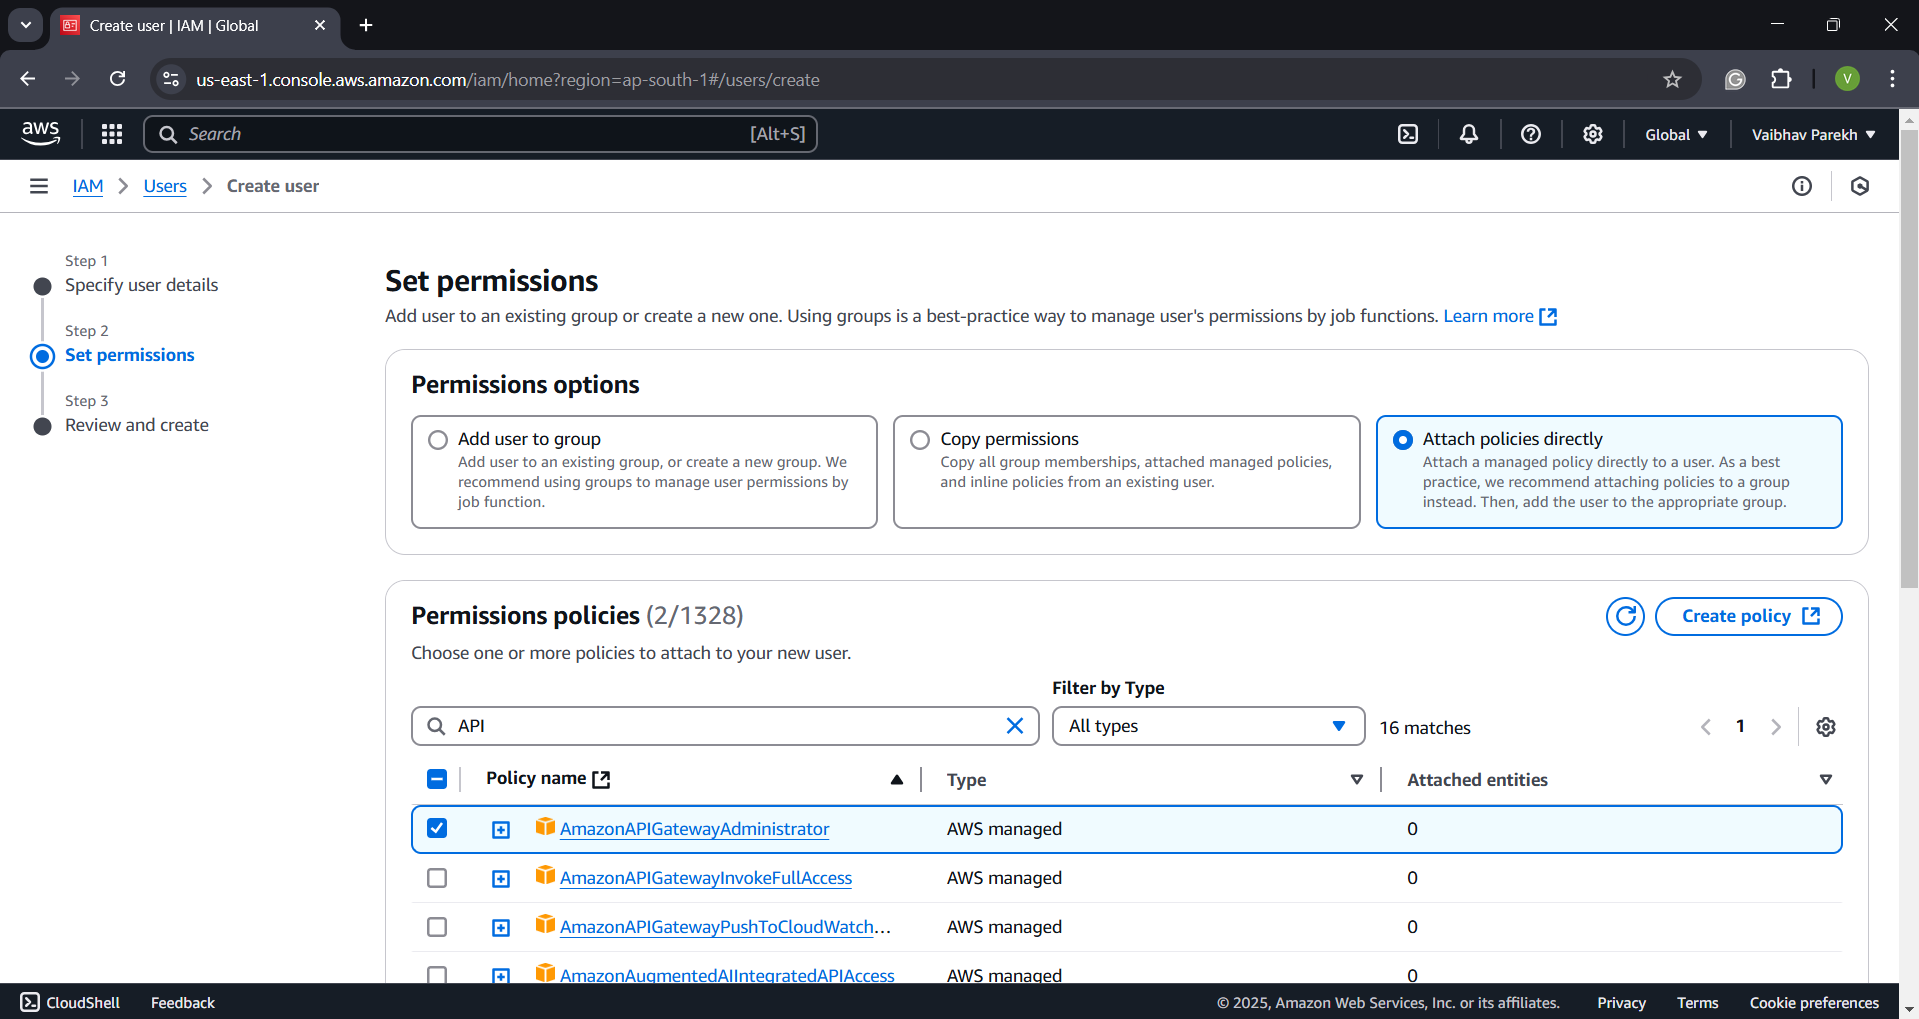 Create user | IAM | Global
us-east-1.console.aws.amazon.com/iam/home?region=ap-south-1#/users/create
V
aws
Search
[Alt+S]
Global
Vaibhav Parekh
IAM
Users
Create user
Step 1
Specify user details
Step 2
Set permissions
Step 3
Review and create
Set permissions
Add user to an existing group or create a new one. Using groups is a best-practice way to manage user's permissions by job functions. Learn more
Permissions options
Add user to group
Add user to an existing group, or create a new group. We
recommend using groups to manage user permissions by
job function.
Copy permissions
Copy all group memberships, attached managed policies,
and inline policies from an existing user.
Attach policies directly
Attach a managed policy directly to a user. As a best
practice, we recommend attaching policies to a group
instead. Then, add the user to the appropriate group.
Permissions policies (2/1328)
Create policy
Choose one or more policies to attach to your new user.
Filter by Type
API
All types
16 matches
1
Policy name
Type
Attached entities
AmazonAPIGatewayAdministrator
AWS managed
0
AmazonAPIGatewayInvokeFullAccess
AWS managed
0
AmazonAPIGatewayPushToCloudWatch...
AWS managed
0
AmazonAugmentedAIIntegratedAPIAccess
AWS managed
0
CloudShell
Feedback
© 2025, Amazon Web Services, Inc. or its affiliates.
Privacy
Terms
Cookie preferences